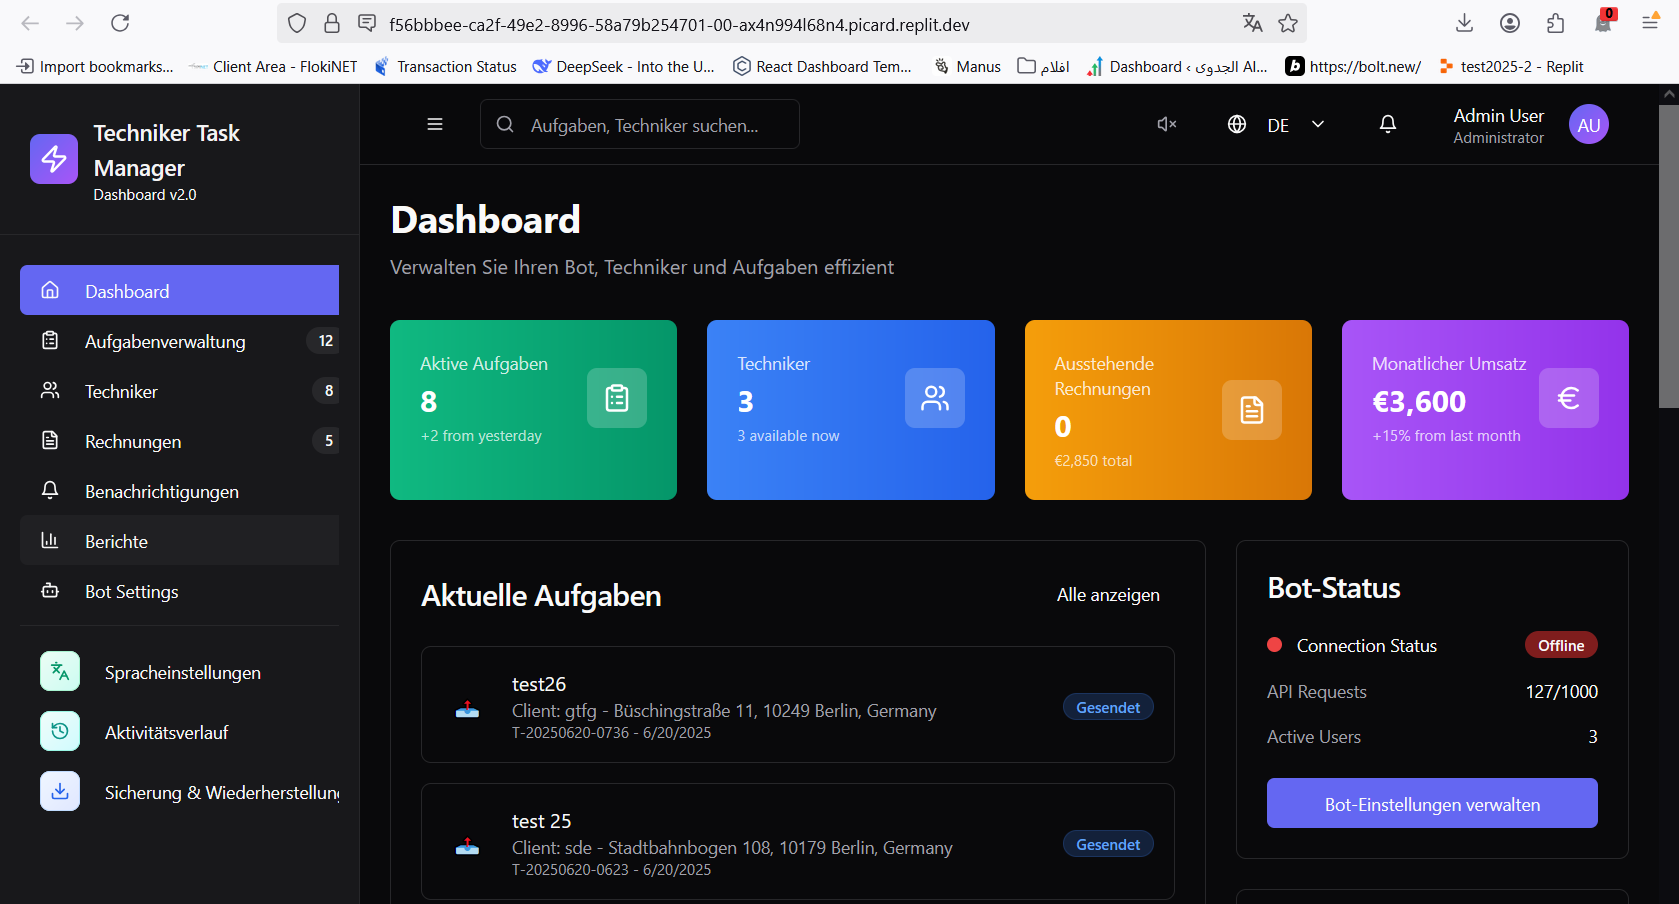 f56bbbee-ca2f-49e2-8996-58a79b254701-00-ax4n994l68n4.picard.replit.dev
0
Import bookmarks...
Client Area - FlokiNET
Transaction Status
DeepSeek - Into the U...
React Dashboard Tem...
Manus
افلام
Dashboard ‹ الجدوى Al...
https://bolt.new/
test2025-2 - Replit
Techniker Task
Manager
Dashboard v2.0
Dashboard
Aufgabenverwaltung 12
Techniker 8
Rechnungen 5
Benachrichtigungen
Berichte
Bot Settings
Spracheinstellungen
Aktivitätsverlauf
Sicherung & Wiederherstellung
Aufgaben, Techniker suchen...
DE
Admin User
Administrator
AU
Dashboard
Verwalten Sie Ihren Bot, Techniker und Aufgaben effizient
Aktive Aufgaben
8
+2 from yesterday
Techniker
3
3 available now
Ausstehende
Rechnungen
0
€2,850 total
Monatlicher Umsatz
€3,600
+15% from last month
€
Aktuelle Aufgaben
Alle anzeigen
test26
Client: gtfg - Büschingstraße 11, 10249 Berlin, Germany
T-20250620-0736 - 6/20/2025
Gesendet
test 25
Client: sde - Stadtbahnbogen 108, 10179 Berlin, Germany
T-20250620-0623 - 6/20/2025
Gesendet
Bot-Status
Connection Status Offline
API Requests 127/1000
Active Users 3
Bot-Einstellungen verwalten